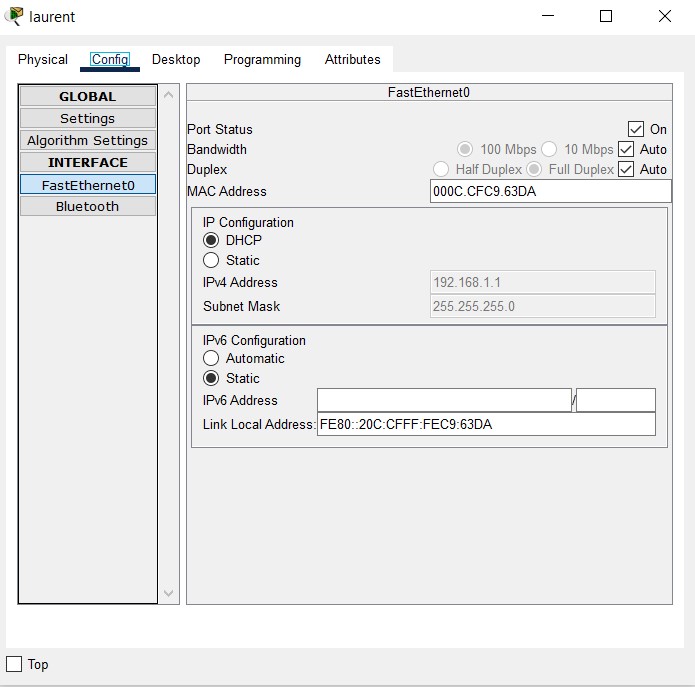 laurent
Physical Config Desktop Programming Attributes
GLOBAL
Settings
Algorithm Settings
INTERFACE
FastEthernet0
Bluetooth
FastEthernet0
Port Status On
Bandwidth 100 Mbps 10 Mbps Auto
Duplex Half Duplex Full Duplex Auto
MAC Address 000C.CFC9.63DA
IP Configuration
DHCP
Static
IPv4 Address 192.168.1.1
Subnet Mask 255.255.255.0
IPv6 Configuration
Automatic
Static
IPv6 Address /
Link Local Address: FE80::20C:CFFF:FEC9:63DA
Top